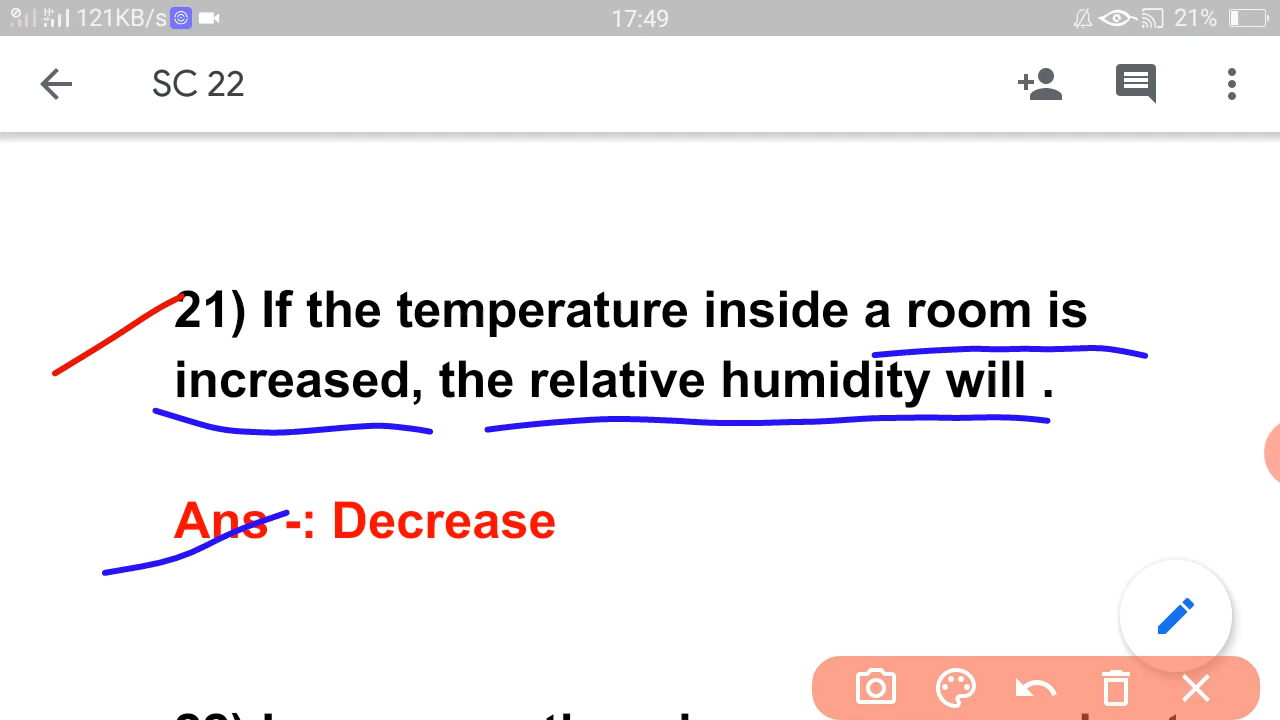 121KB/s 17:49 21%
SC 22
21) If the temperature inside a room is
increased, the relative humidity will .
Ans -: Decrease